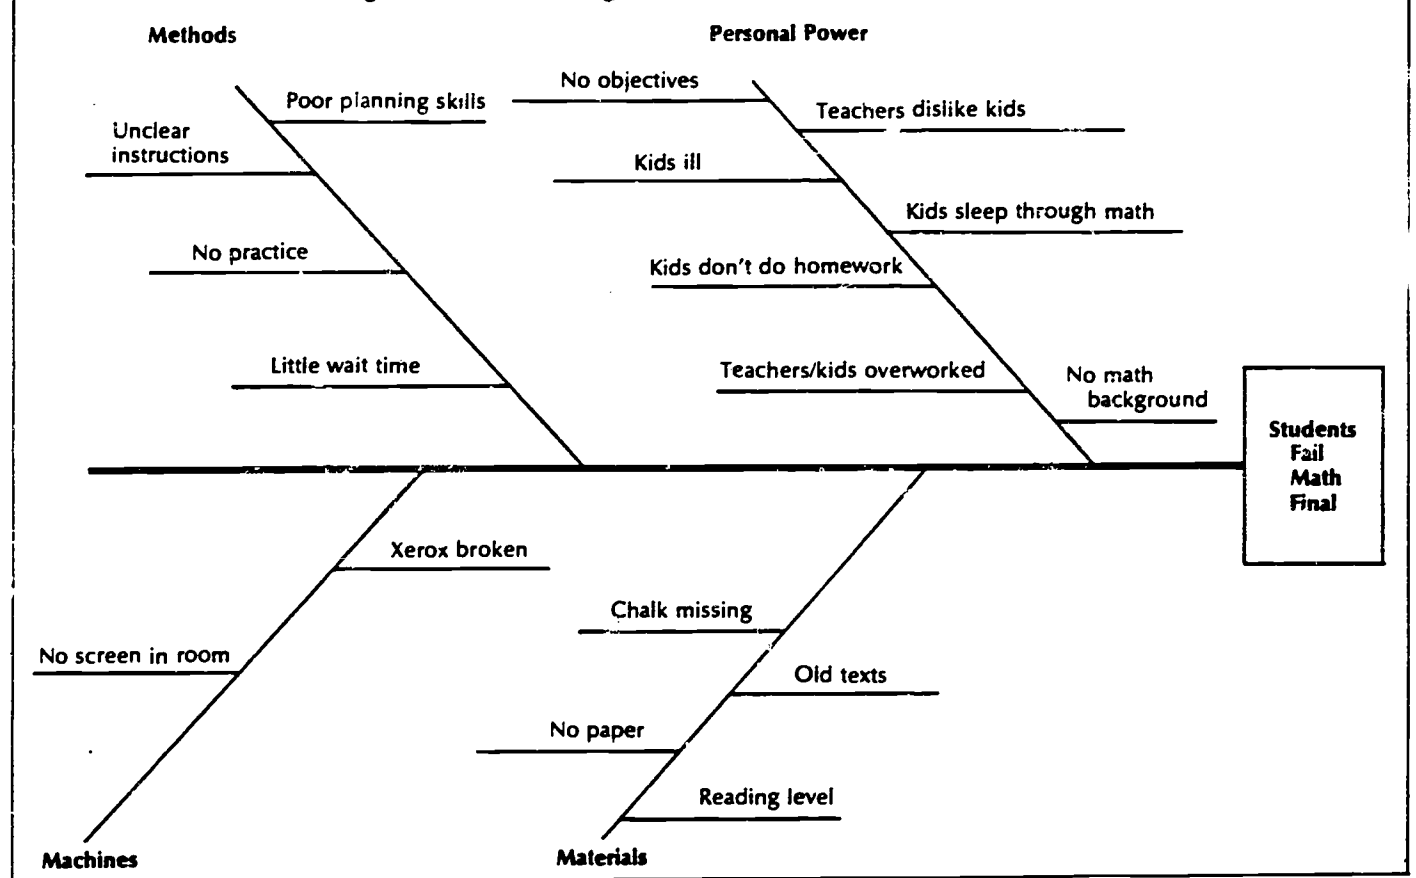 Methods
Personal Power
No objectives
Poor planning skills
Teachers dislike kids
Unclear
instructions
Kids ill
Kids sleep through math
No practice
Kids don't do homework
Little wait time
Teachers/kids overworked
No math
background
Students
Fail
Math
Final
Xerox broken
Chalk missing
No screen in room
Old texts
No paper
Reading level
Machines
Materials